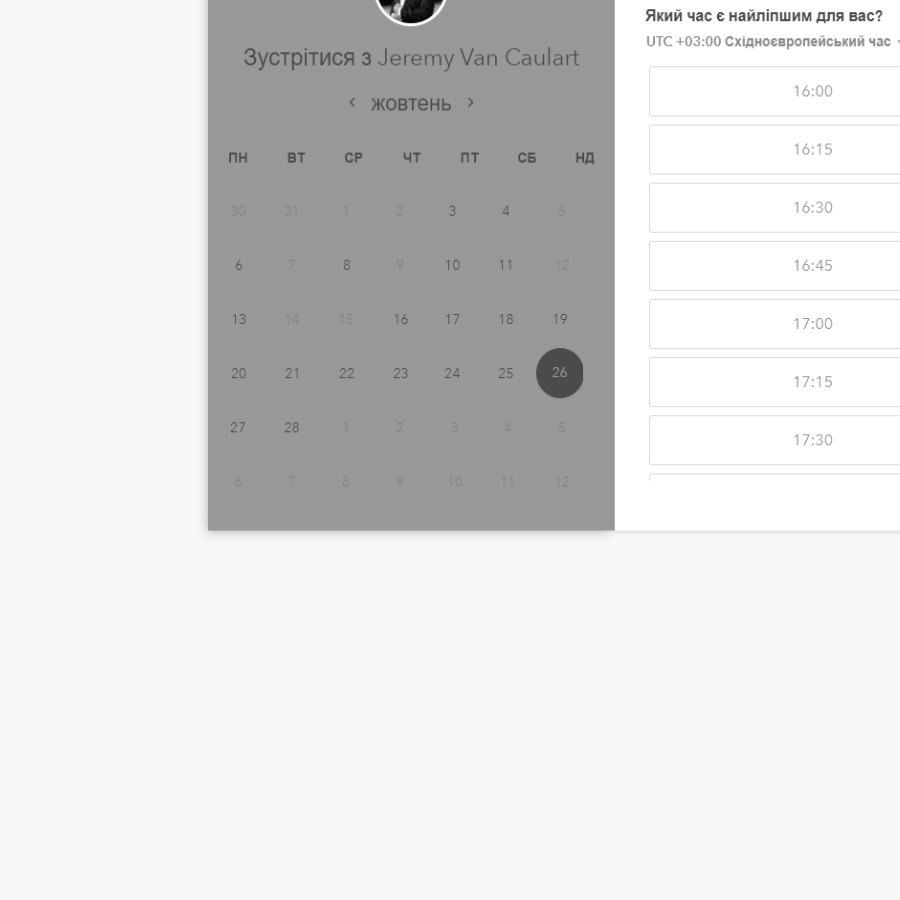 Зустрітися з Jeremy Van Caulart
‹ жовтень ›
ПН ВТ СР ЧТ ПТ СБ НД
30 31 1 2 3 4 5
6 7 8 9 10 11 12
13 14 15 16 17 18 19
20 21 22 23 24 25 26
27 28 1 2 3 4 5
6 7 8 9 10 11 12
Який час є найліпшим для вас?
UTC +03:00 Східноєвропейський час
16:00
16:15
16:30
16:45
17:00
17:15
17:30